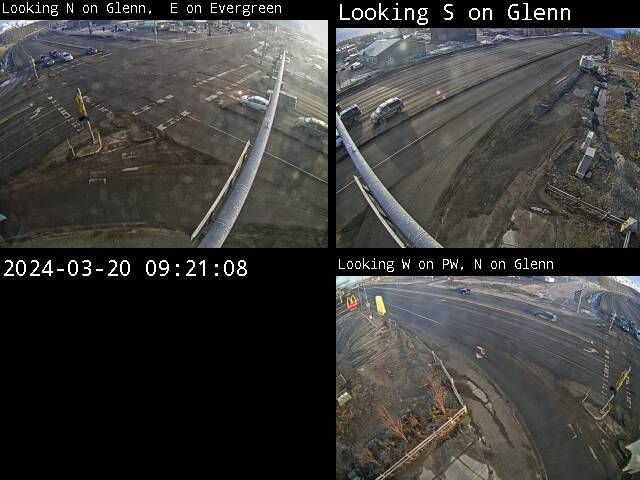 Looking N on Glenn,  E on Evergreen
Looking S on Glenn
2024-03-20 09:21:08
Looking W on PW, N on Glenn